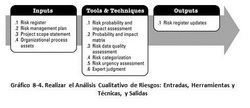 Inputs
.1 Risk register
.2 Risk management plan
.3 Project scope statement
.4 Organizational process
assets
Tools & Techniques
.1 Risk probability and
impact assessment
.2 Probability and impact
matrix
.3 Risk data quality
assessment
.4 Risk categorization
.5 Risk urgency assessment
.6 Expert judgment
Outputs
.1 Risk register updates
Gráfico 8-4. Realizar el Análisis Cualitativo de Riesgos: Entradas, Herramientas y
Técnicas, y Salidas